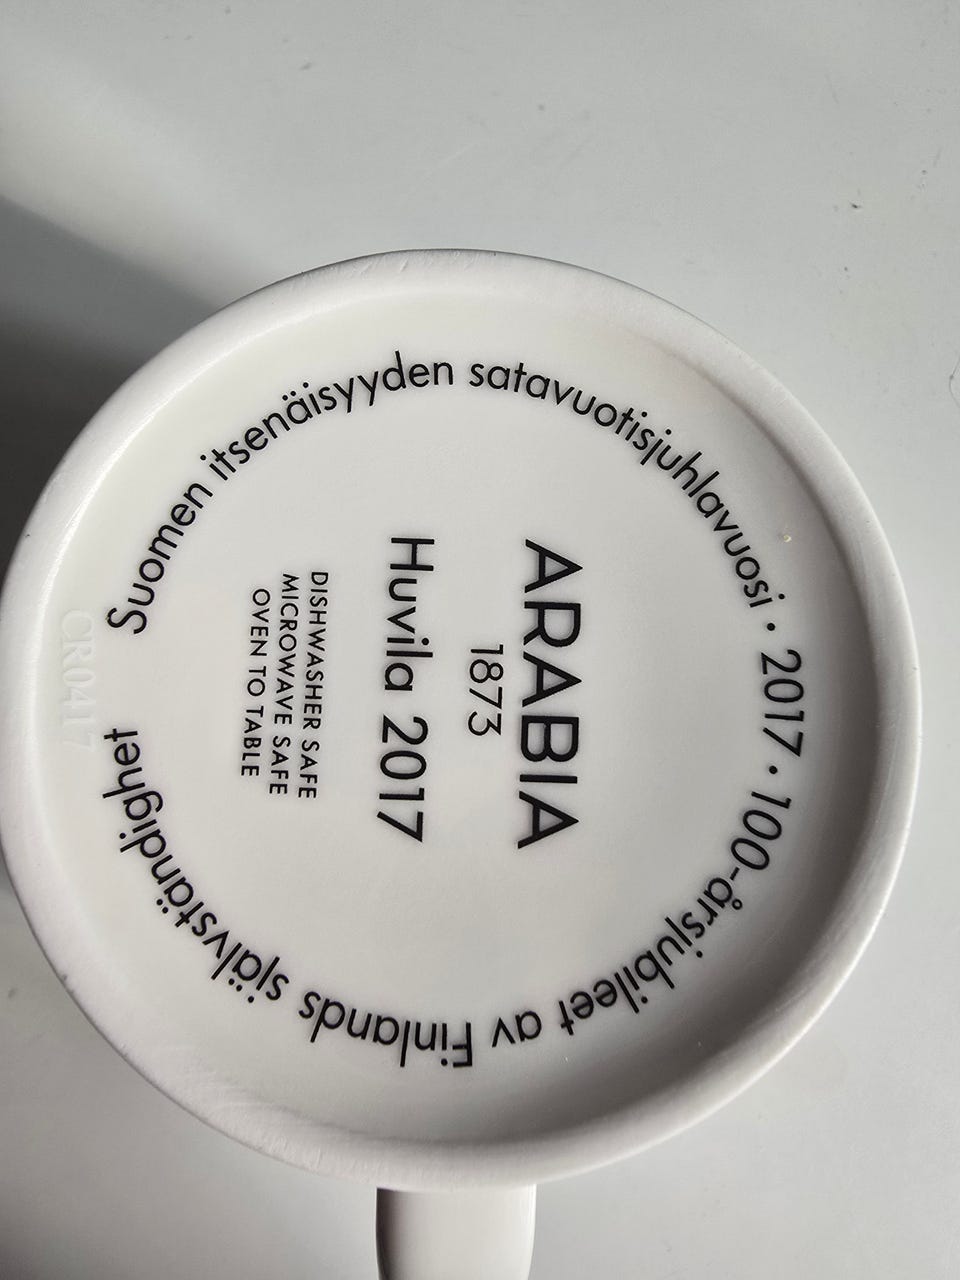 Suomen itsenäisyyden satavuotisjuhlavuosi • 2017 • 100-årsjubileet av Finlands självständighet
ARABIA
1873
Huvila 2017
DISHWASHER SAFE
MICROWAVE SAFE
OVEN TO TABLE
CR0417